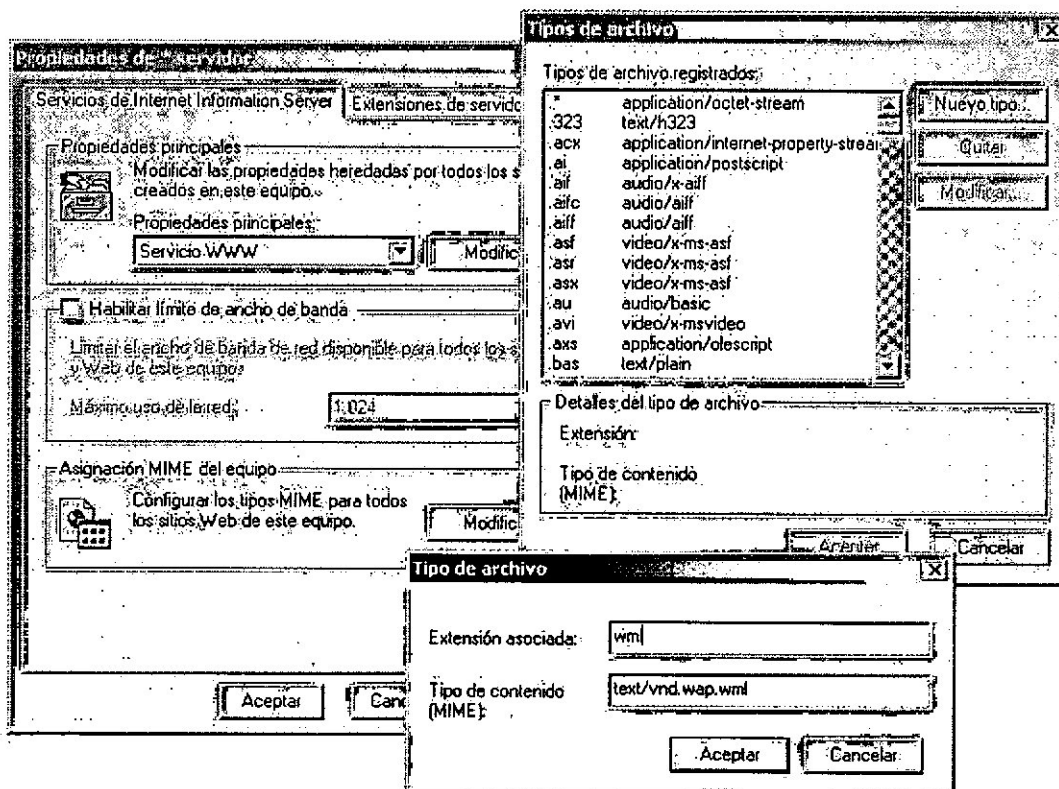 Propiedades de " servidor
Servicios de Internet Information Server
Extensiones de servido
Propiedades principales
Modificar las propiedades heredadas por todos los s
creados en este equipo.
Propiedades principales:
Servicio WWW
Modific
Habilitar límite de ancho de banda
Limitar el ancho de banda de red disponible para todos los s
y Web de este equipo
Máximo uso de la red:
1.024
Asignación MIME del equipo
Configurar los tipos MIME para todos
los sitios Web de este equipo.
Modific
Aceptar
Canc
Tipos de archivo
Tipos de archivo registrados:
.* application/octet-stream
.323 text/h323
.acx application/internet-property-strear
.ai application/postscript
.aif audio/x-aiff
.aifc audio/aiff
.aiff audio/aiff
.asf video/x-ms-asf
.asr video/x-ms-asf
.asx video/x-ms-asf
.au audio/basic
.avi video/x-msvideo
.axs application/olescript
.bas text/plain
Nuevo tipo...
Quitar
Modificar...
Detalles del tipo de archivo
Extensión:
Tipo de contenido
(MIME):
Aceptar
Cancelar
Tipo de archivo
Extensión asociada:
wml
Tipo de contenido
(MIME):
text/vnd.wap.wml
Aceptar
Cancelar